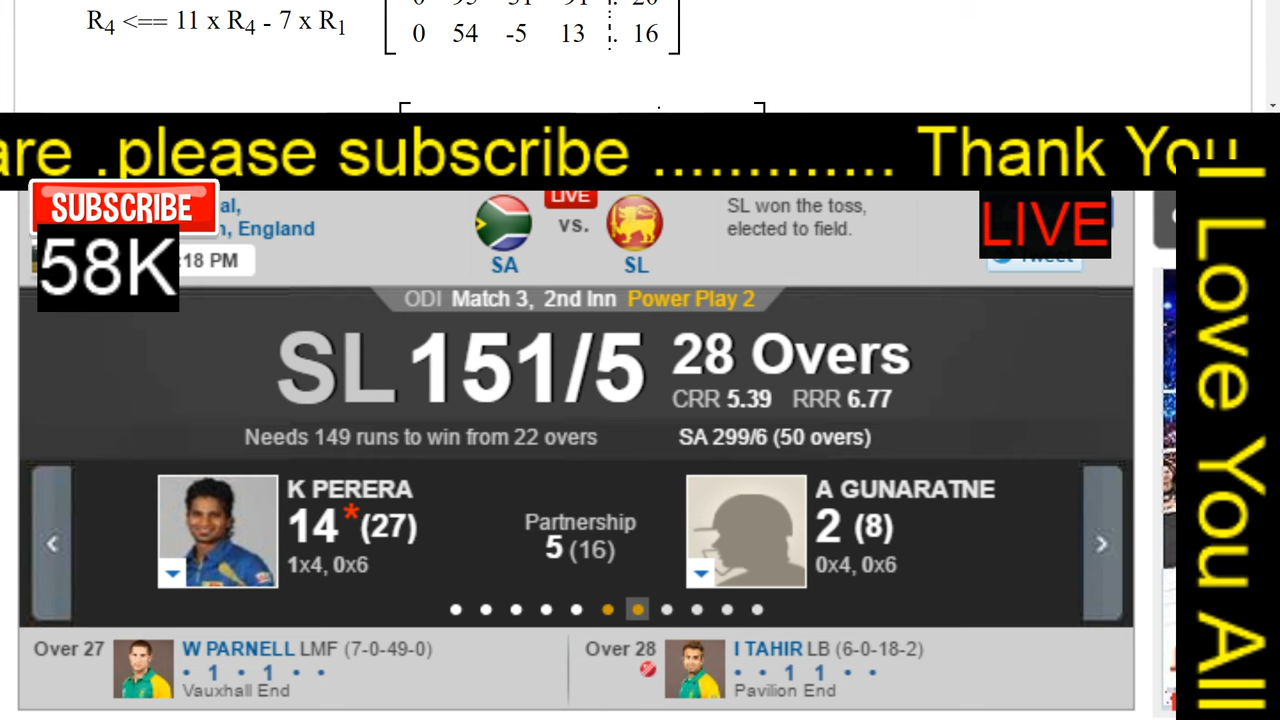 R4 <== 11 x R4 - 7 x R1
0 54 -5 13 16
are .please subscribe ............. Thank You
SUBSCRIBE
58K
al,
, England
:18 PM
LIVE
vs.
SA
SL
SL won the toss,
elected to field.
LIVE
Tweet
ODI Match 3, 2nd Inn Power Play 2
SL 151/5
28 Overs
CRR 5.39 RRR 6.77
Needs 149 runs to win from 22 overs
SA 299/6 (50 overs)
K PERERA
14*(27)
1x4, 0x6
Partnership
5 (16)
A GUNARATNE
2 (8)
0x4, 0x6
Over 27
W PARNELL LMF (7-0-49-0)
• 1 • 1 • •
Vauxhall End
Over 28
I TAHIR LB (6-0-18-2)
• • 1 1 • •
Pavilion End
I Love You All